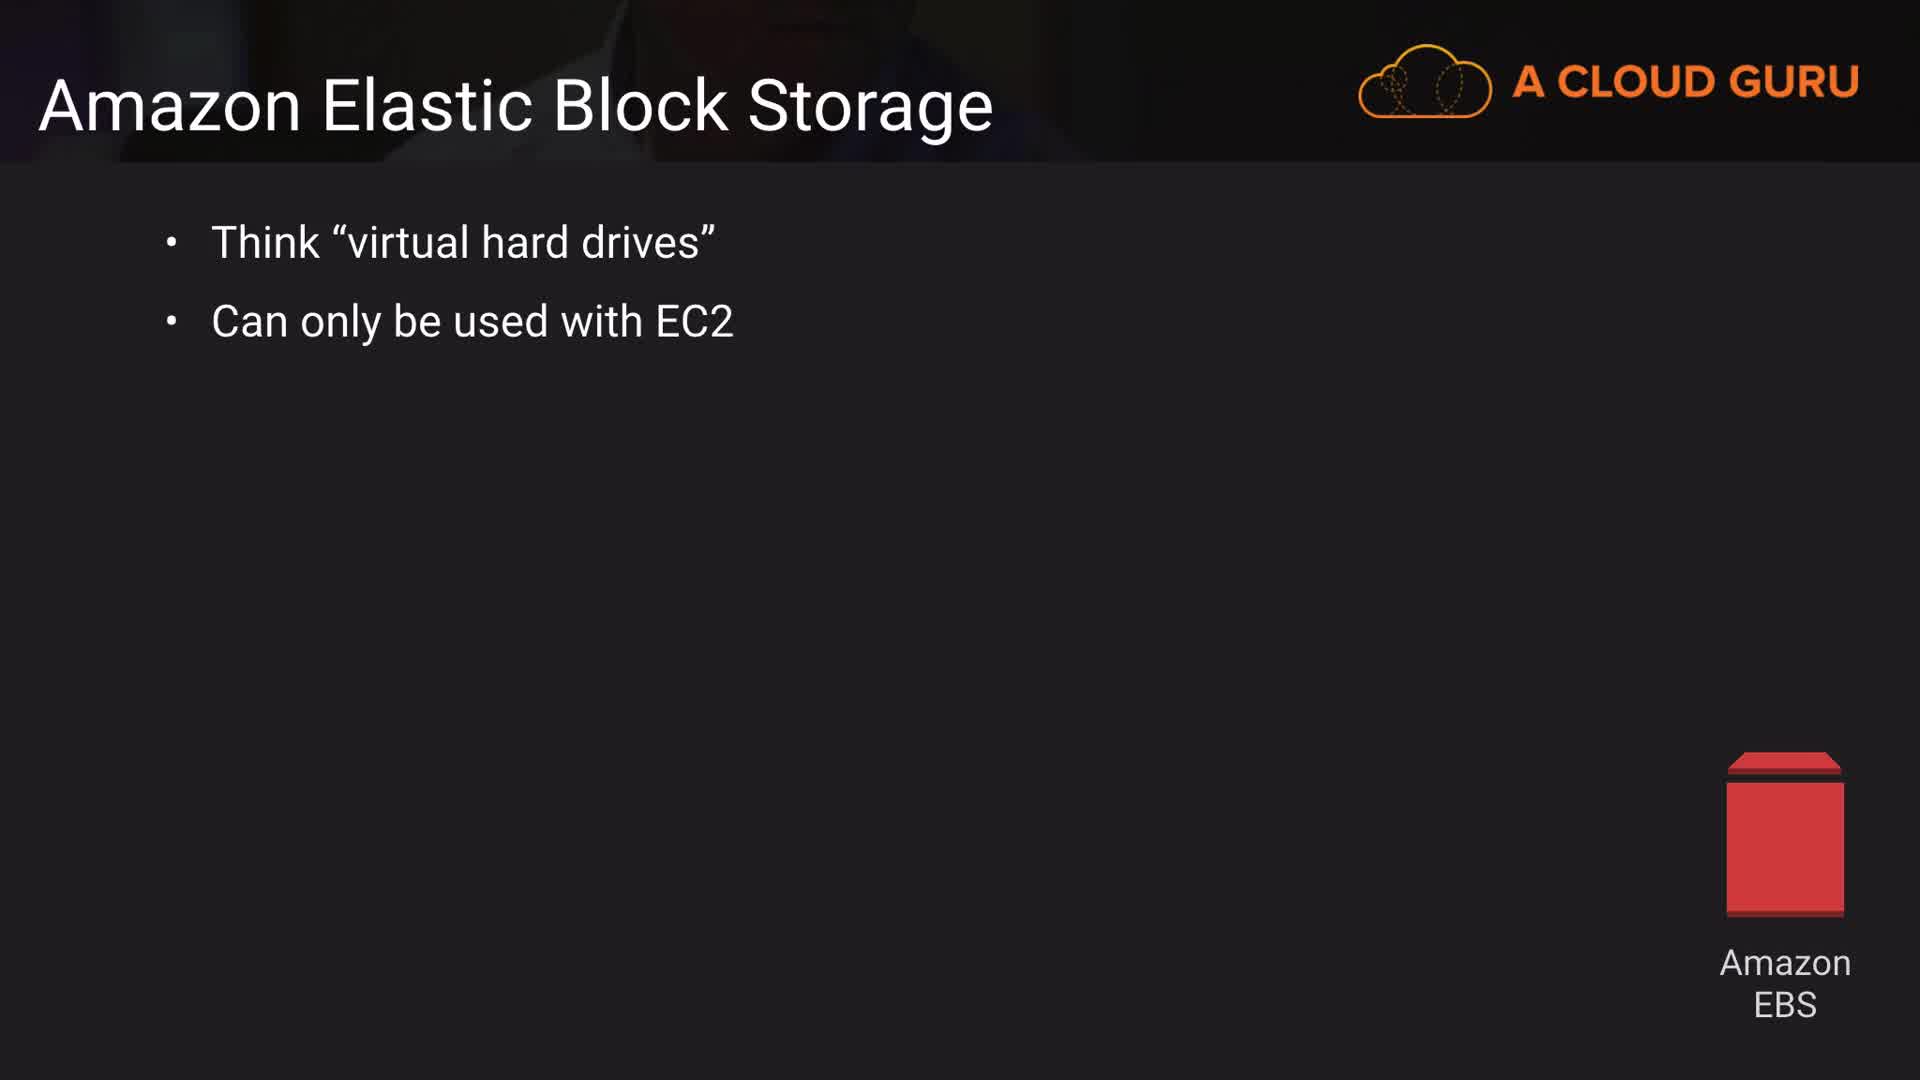 Amazon Elastic Block Storage
A CLOUD GURU
• Think “virtual hard drives”
• Can only be used with EC2
Amazon
EBS